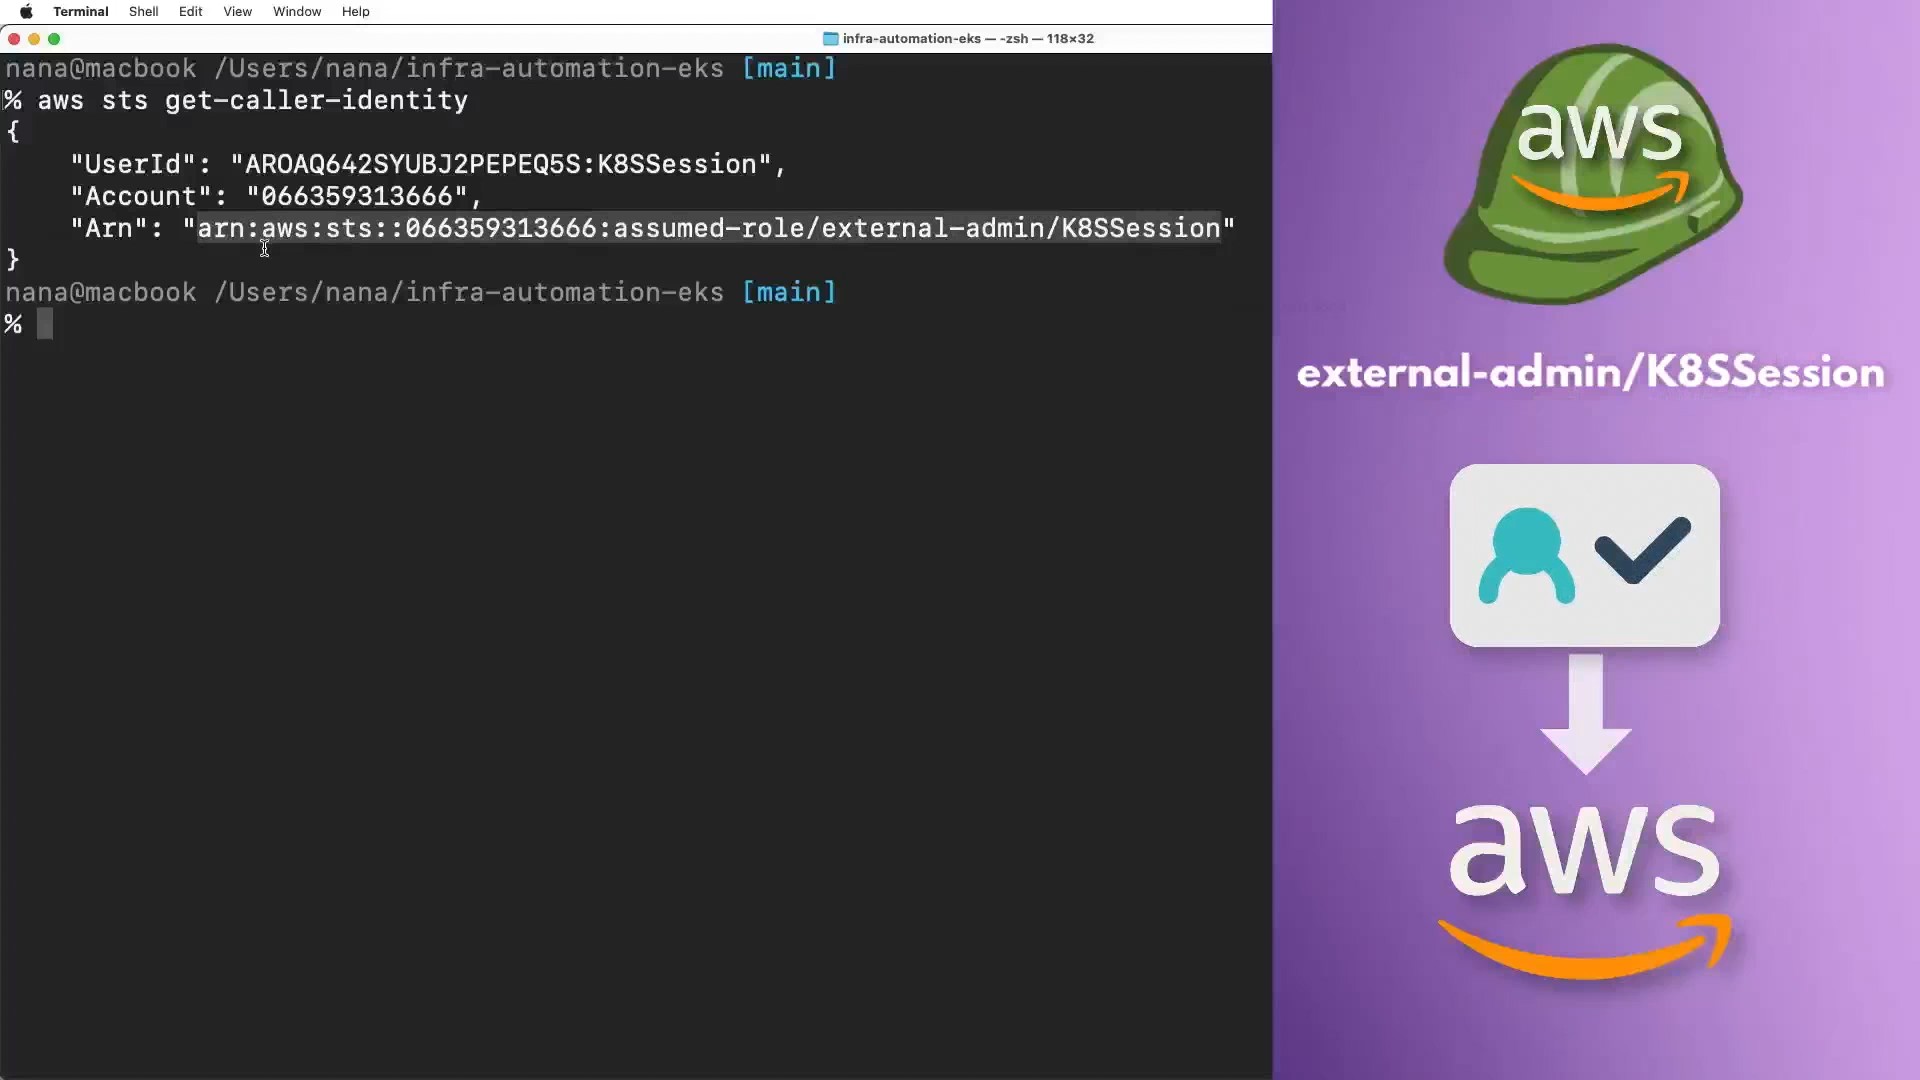 Terminal Shell Edit View Window Help
infra-automation-eks — -zsh — 118×32
nana@macbook /Users/nana/infra-automation-eks [main]
% aws sts get-caller-identity
{
"UserId": "AROAQ642SYUBJ2PEPEQ5S:K8SSession",
"Account": "066359313666",
"Arn": "arn:aws:sts::066359313666:assumed-role/external-admin/K8SSession"
}
nana@macbook /Users/nana/infra-automation-eks [main]
%
aws
external-admin/K8SSession
aws